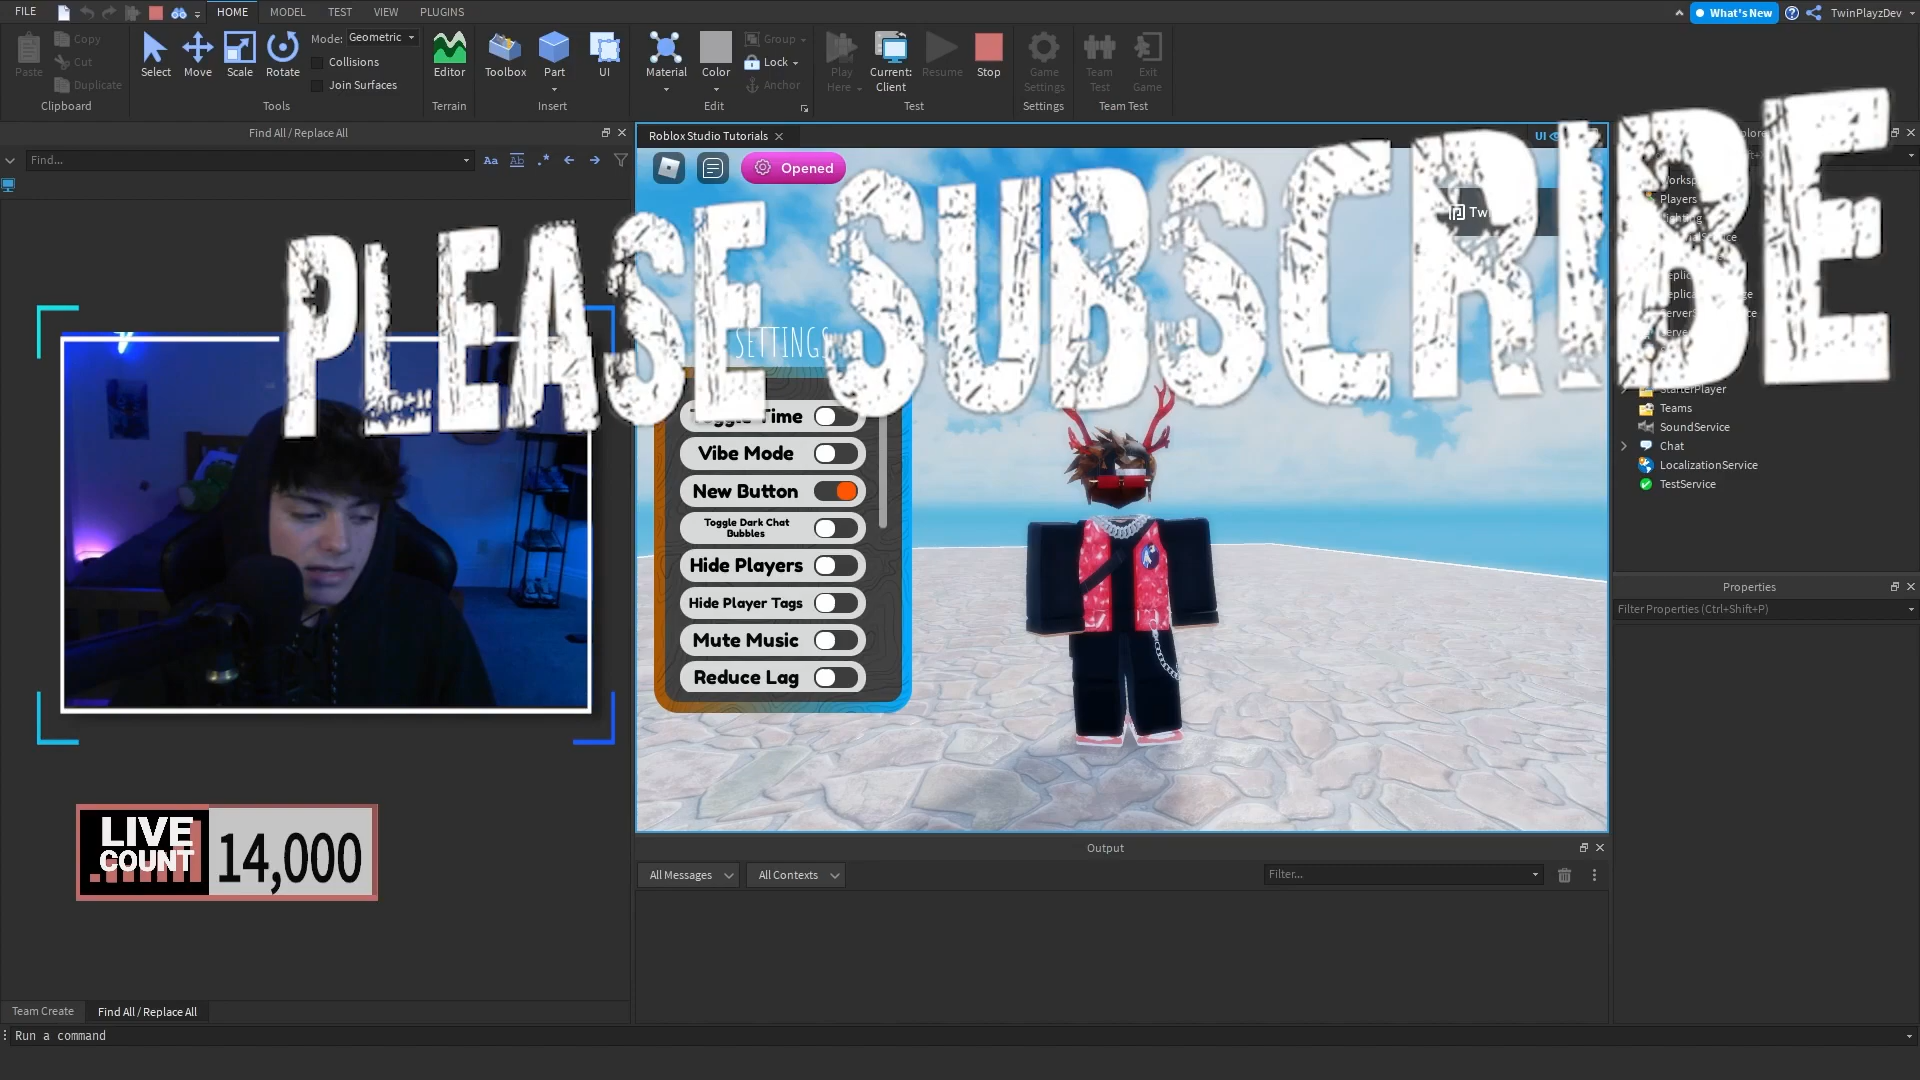 FILE
HOME
MODEL
TEST
VIEW
PLUGINS
What's New
TwinPlayzDev
Paste
Copy
Cut
Duplicate
Clipboard
Select
Move
Scale
Rotate
Mode: Geometric
Collisions
Join Surfaces
Tools
Editor
Terrain
Toolbox
Part
UI
Insert
Material
Color
Group
Lock
Anchor
Edit
Play
Here
Current:
Client
Resume
Stop
Test
Game
Settings
Settings
Team
Test
Exit
Game
Team Test
Find All / Replace All
Find...
Aa
Ab
Roblox Studio Tutorials
UI
Opened
PLEASE SUBSCRIBE
SETTINGS
Toggle Time
Vibe Mode
New Button
Toggle Dark Chat
Bubbles
Hide Players
Hide Player Tags
Mute Music
Reduce Lag
Players
StarterPlayer
Teams
SoundService
Chat
LocalizationService
TestService
Properties
Filter Properties (Ctrl+Shift+P)
LIVE
COUNT
14,000
Output
All Messages
All Contexts
Filter...
Team Create
Find All / Replace All
Run a command